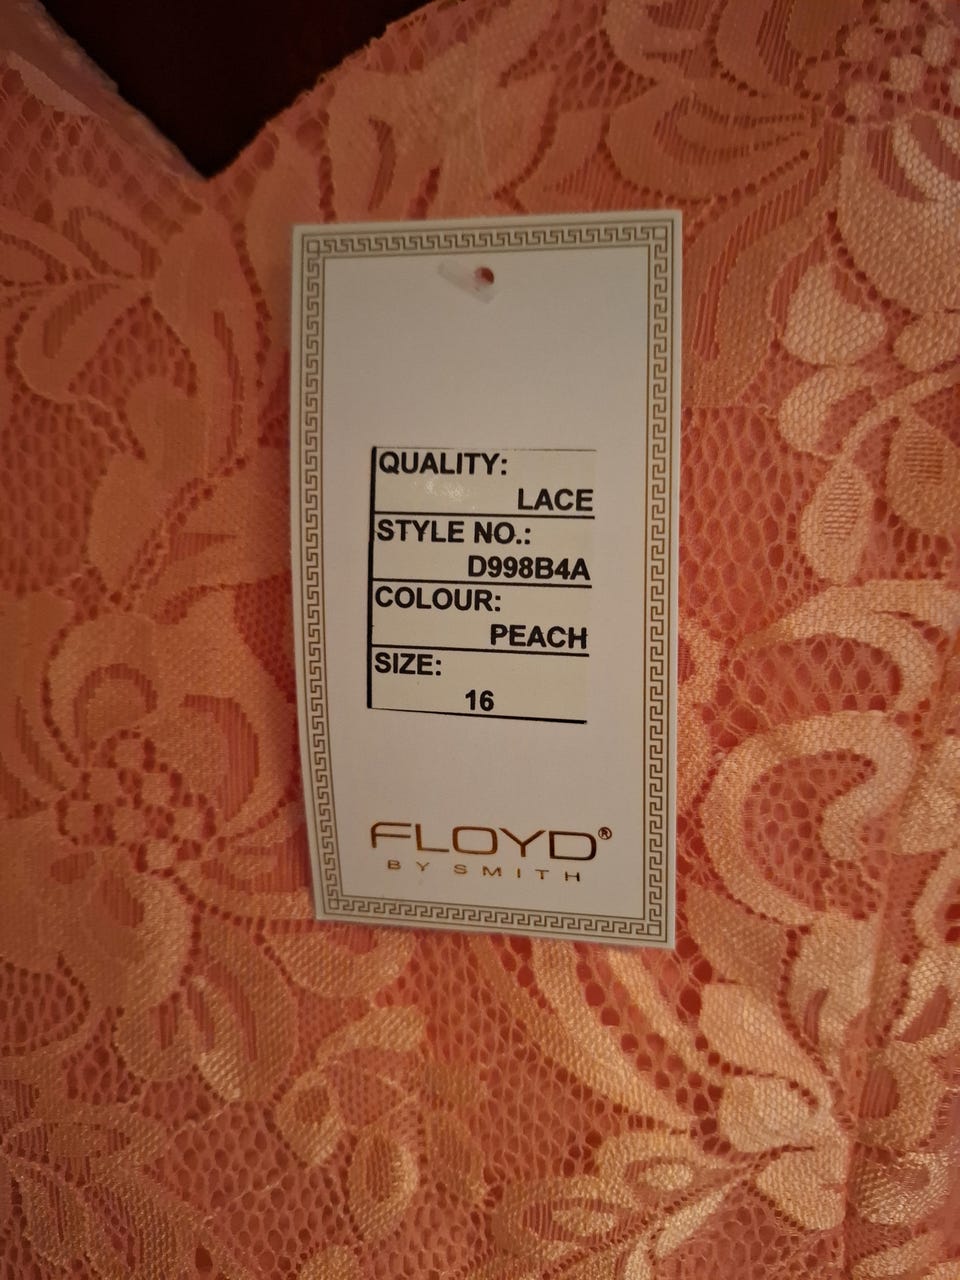 QUALITY:
LACE
STYLE NO.:
D998B4A
COLOUR:
PEACH
SIZE:
16
FLOYD®
BY SMITH